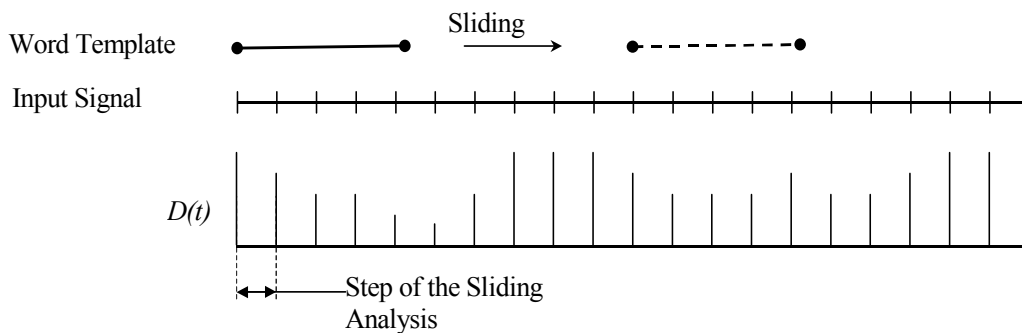 Sliding
Word Template
Input Signal
D(t)
Step of the Sliding
Analysis